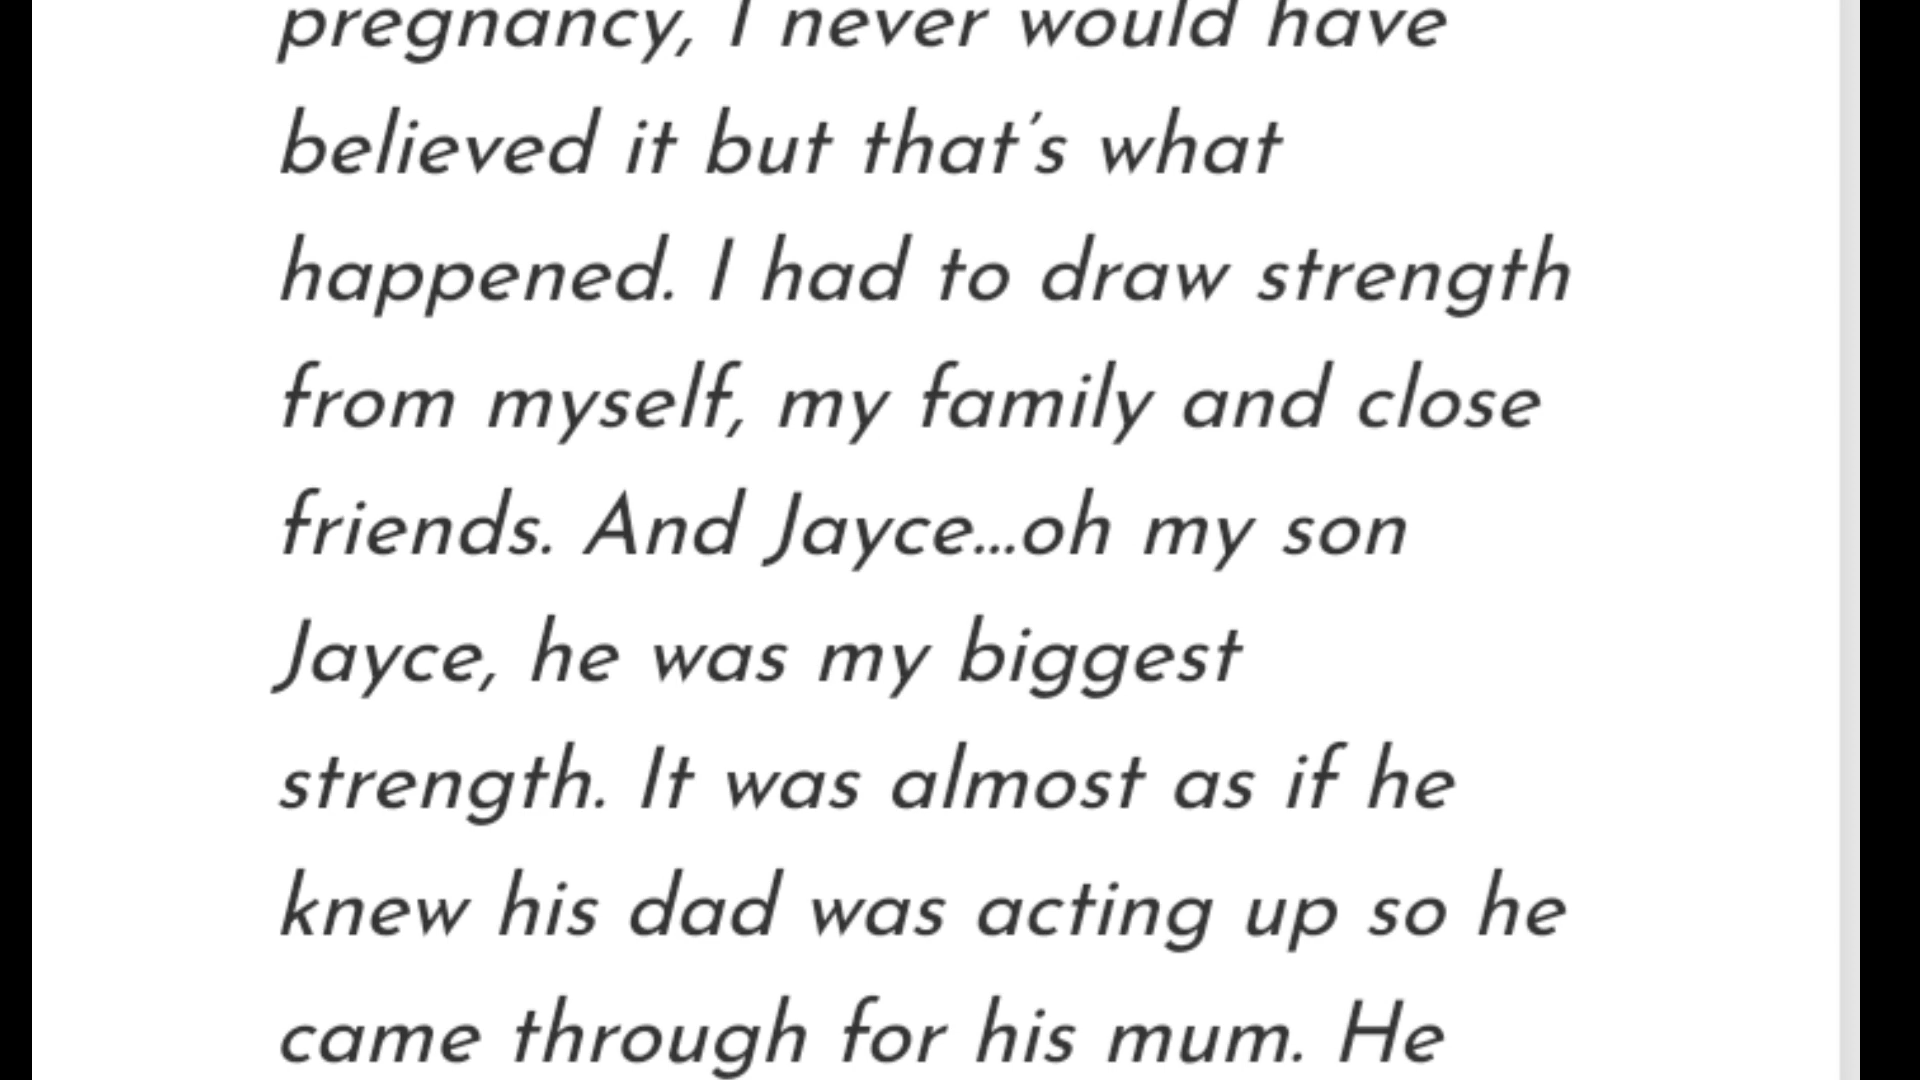 pregnancy, I never would have
believed it but that's what
happened. I had to draw strength
from myself, my family and close
friends. And Jayce...oh my son
Jayce, he was my biggest
strength. It was almost as if he
knew his dad was acting up so he
came through for his mum. He